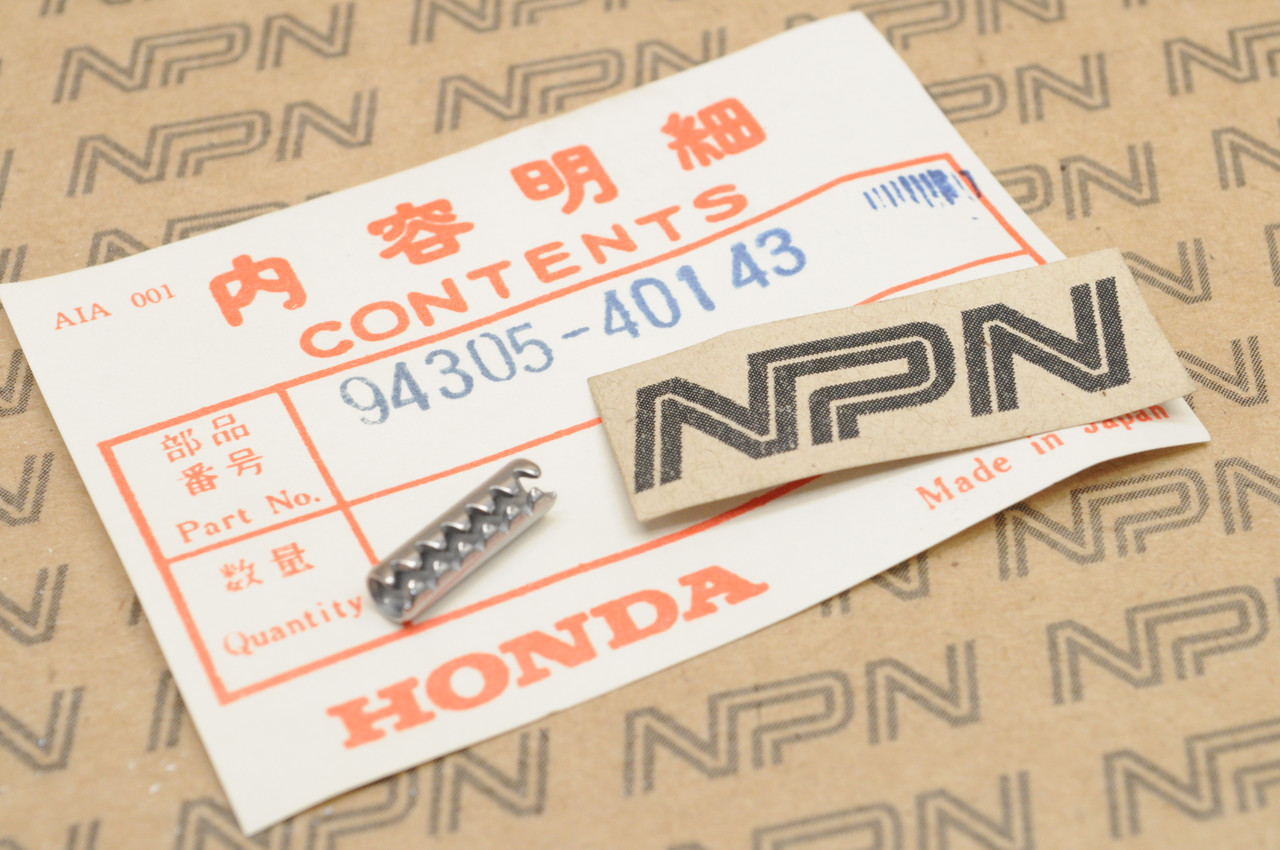 内容明細
CONTENTS
AIA 001
94305-40143
部品
番号
Part No.
数量
Quantity
NPN
Made in Japan
HONDA